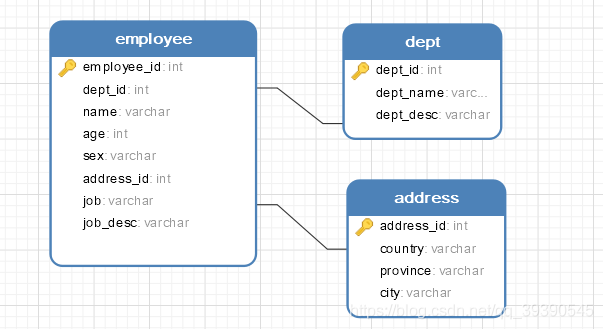 employee
employee_id: int
dept_id: int
name: varchar
age: int
sex: varchar
address_id: int
job: varchar
job_desc: varchar
dept
dept_id: int
dept_name: varc...
dept_desc: varchar
address
address_id: int
country: varchar
province: varchar
city: varchar
https://blog.csdn.net/qq_39390545